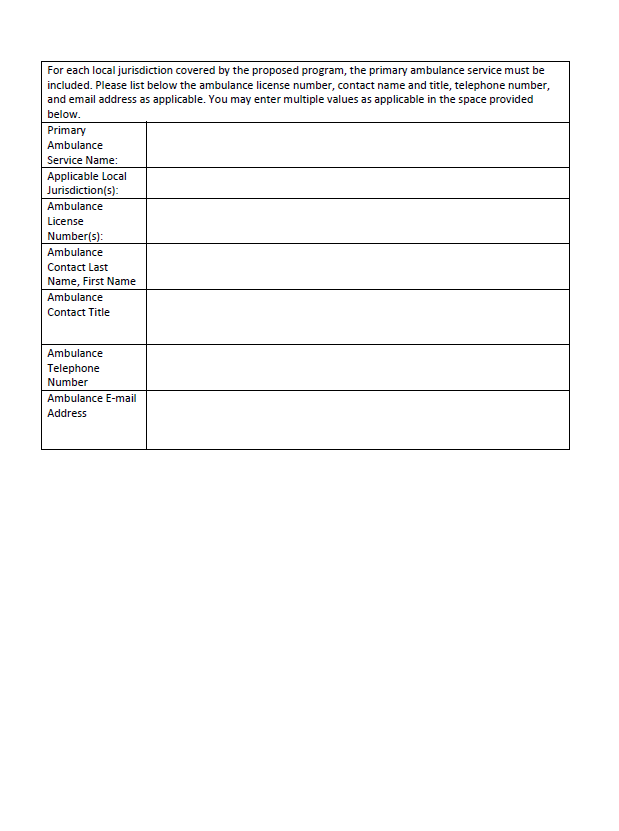 For each local jurisdiction covered by the proposed program, the primary ambulance service must be
included. Please list below the ambulance license number, contact name and title, telephone number,
and email address as applicable. You may enter multiple values as applicable in the space provided
below.
Primary
Ambulance
Service Name:
Applicable Local
Jurisdiction(s):
Ambulance
License
Number(s):
Ambulance
Contact Last
Name, First Name
Ambulance
Contact Title
Ambulance
Telephone
Number
Ambulance E-mail
Address